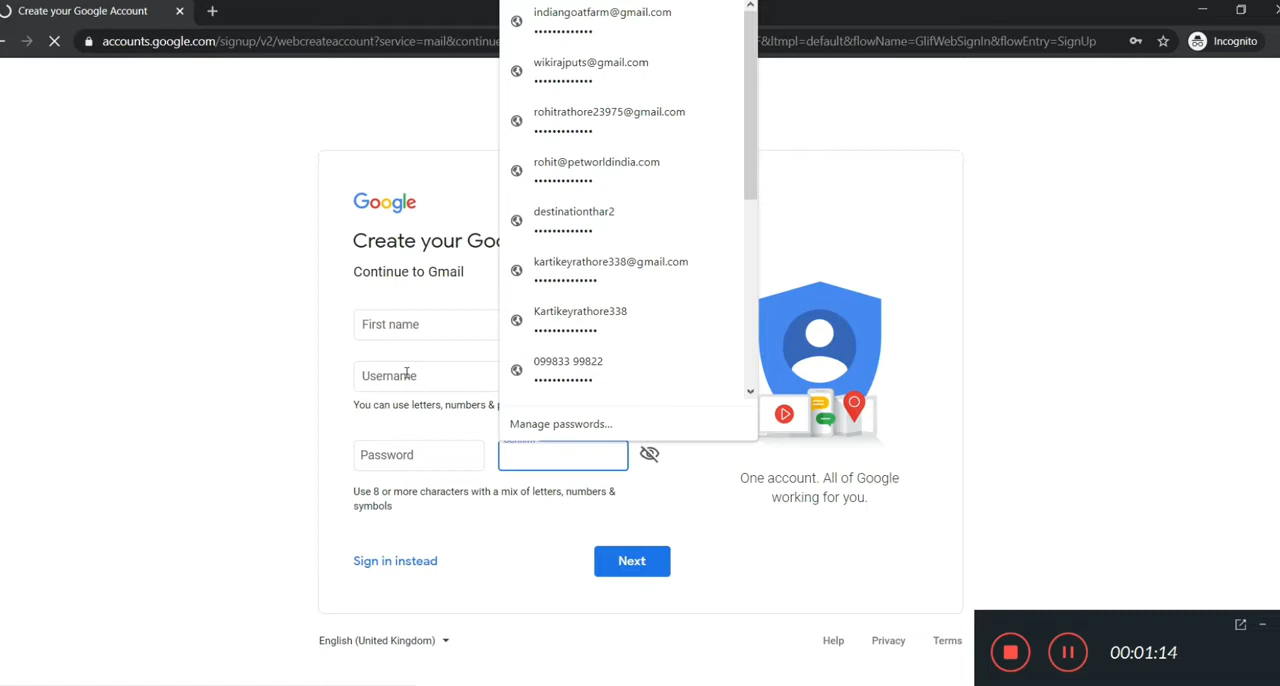 Create your Google Account
accounts.google.com/signup/v2/webcreateaccount?service=mail&continue
F&ltmpl=default&flowName=GlifWebSignIn&flowEntry=SignUp
Incognito
indiangoatfarm@gmail.com
•••••••••••••
wikirajputs@gmail.com
•••••••••••••
rohitrathore23975@gmail.com
•••••••••••••
rohit@petworldindia.com
•••••••••••••
destinationthar2
•••••••••••••
kartikeyrathore338@gmail.com
••••••••••••••
Kartikeyrathore338
••••••••••••••
099833 99822
•••••••••••••
Manage passwords...
Google
Create your Goo
Continue to Gmail
First name
Username
You can use letters, numbers & p
Password
Confirm
Use 8 or more characters with a mix of letters, numbers &
symbols
Sign in instead
Next
One account. All of Google
working for you.
English (United Kingdom)
Help
Privacy
Terms
00:01:14